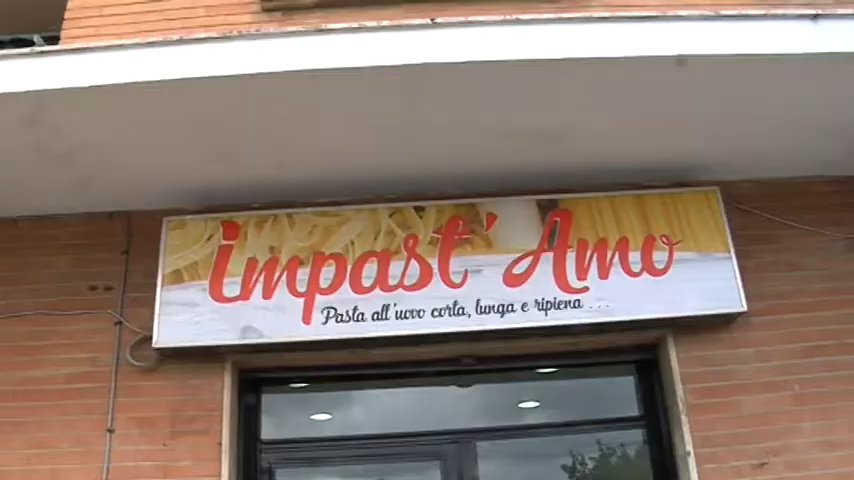 impast' Amo
Pasta all'uovo corta, lunga e ripiena ...